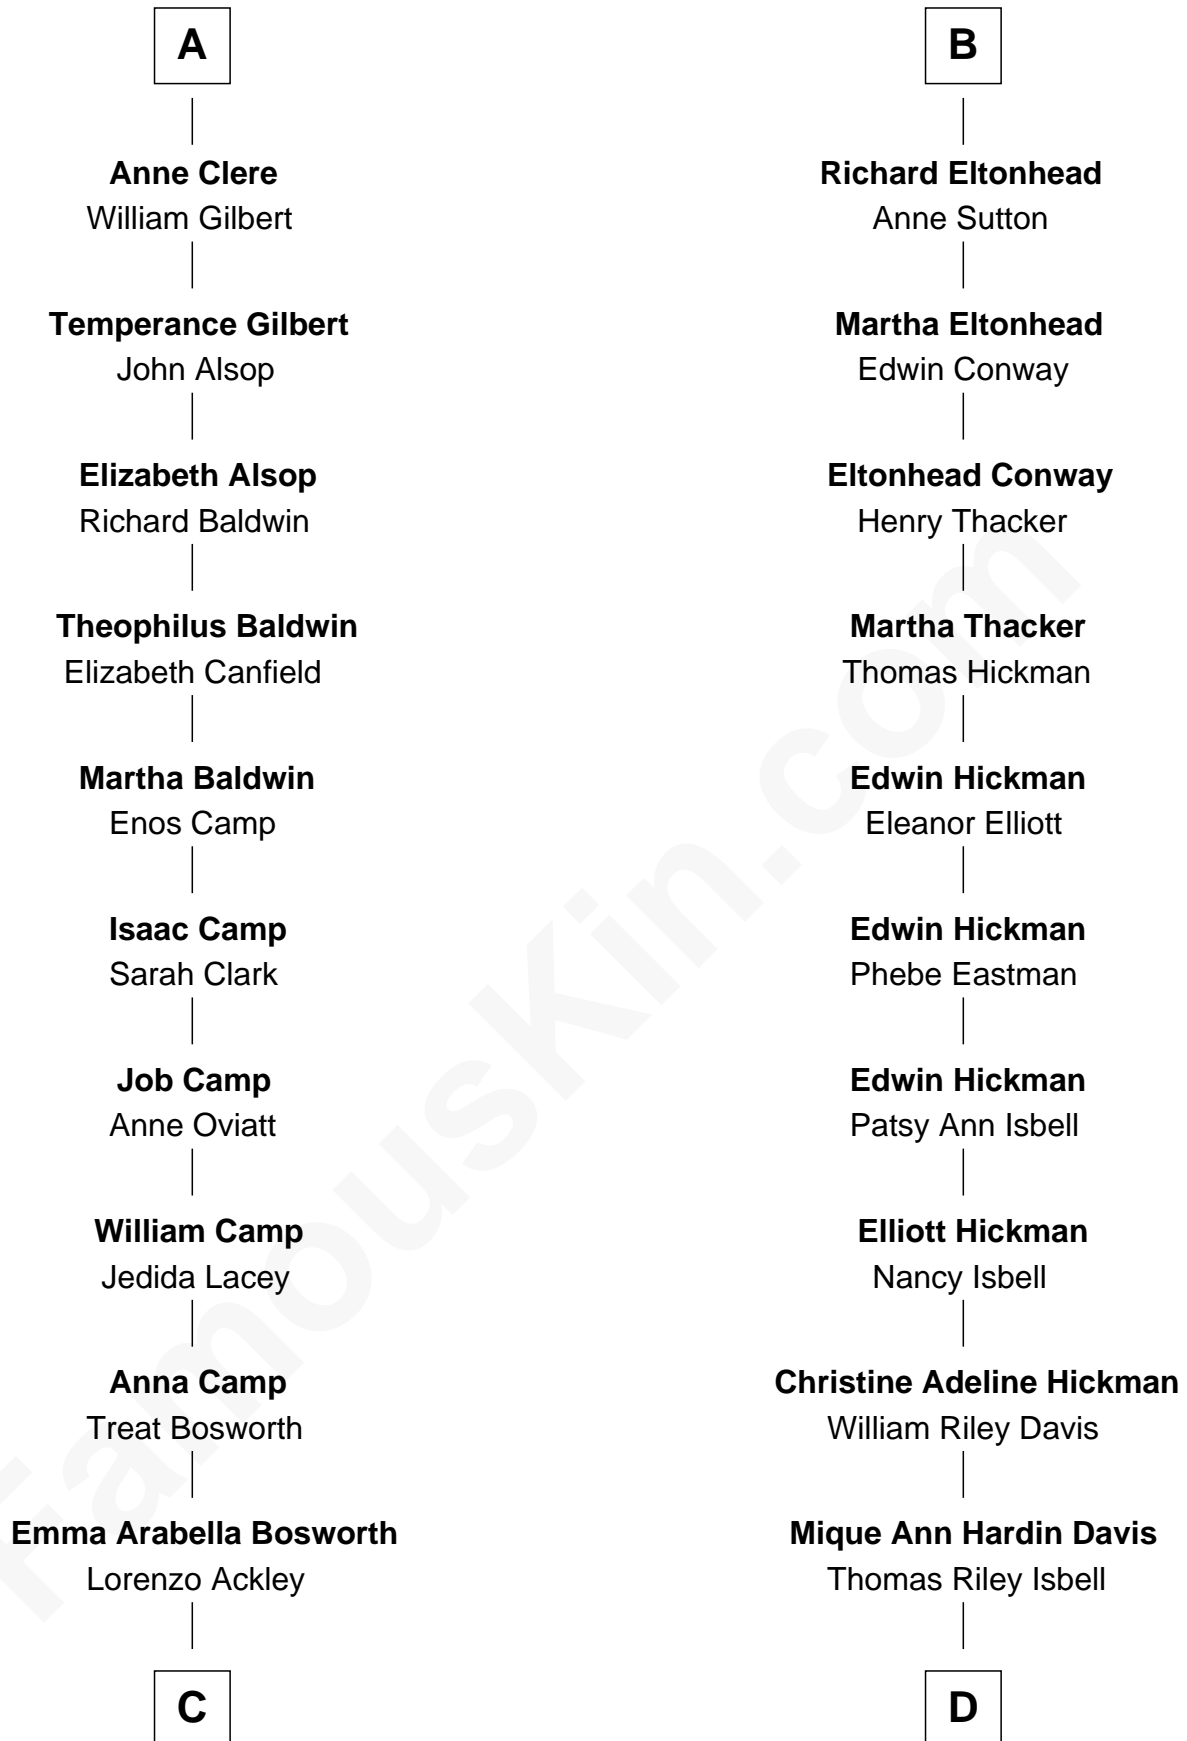 A
Anne Clere
William Gilbert
Temperance Gilbert
John Alsop
Elizabeth Alsop
Richard Baldwin
Theophilus Baldwin
Elizabeth Canfield
Martha Baldwin
Enos Camp
Isaac Camp
Sarah Clark
Job Camp
Anne Oviatt
William Camp
Jedida Lacey
Anna Camp
Treat Bosworth
Emma Arabella Bosworth
Lorenzo Ackley
C
B
Richard Eltonhead
Anne Sutton
Martha Eltonhead
Edwin Conway
Eltonhead Conway
Henry Thacker
Martha Thacker
Thomas Hickman
Edwin Hickman
Eleanor Elliott
Edwin Hickman
Phebe Eastman
Edwin Hickman
Patsy Ann Isbell
Elliott Hickman
Nancy Isbell
Christine Adeline Hickman
William Riley Davis
Mique Ann Hardin Davis
Thomas Riley Isbell
D
FamousKin.com